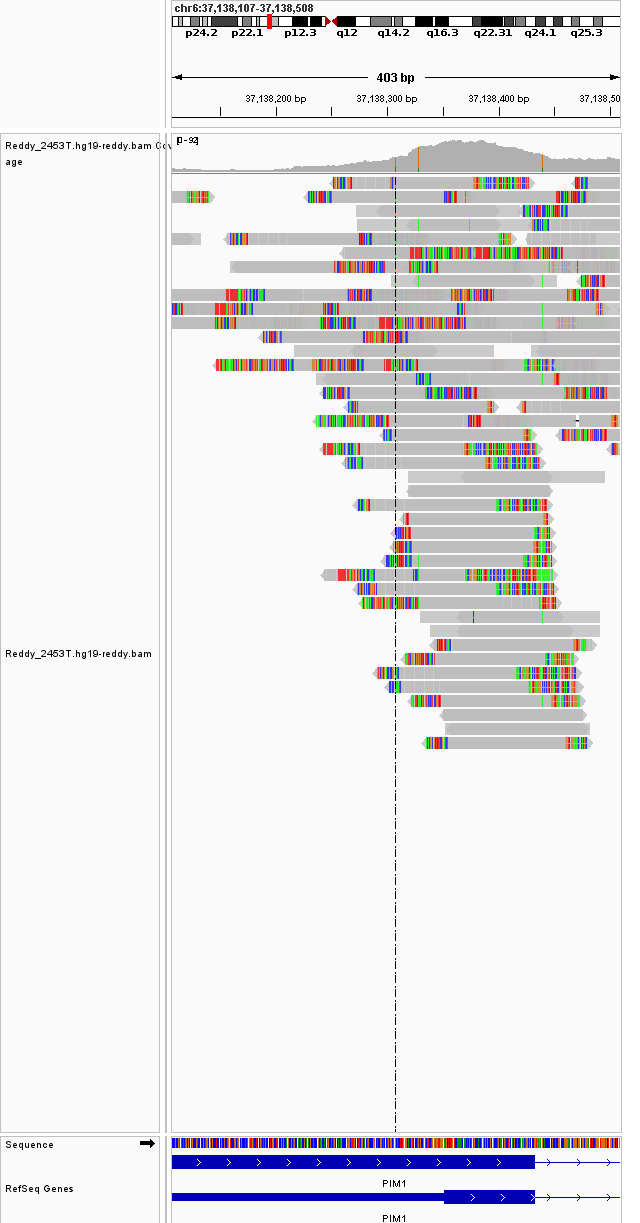 chr6:37,138,107-37,138,508
p24.2 p22.1 p12.3 q12 q14.2 q16.3 q22.31 q24.1 q25.3
403 bp
37,138,200 bp 37,138,300 bp 37,138,400 bp 37,138,50
Reddy_2453T.hg19-reddy.bam Cov
age
[0-92]
Reddy_2453T.hg19-reddy.bam
Sequence
PIM1
RefSeq Genes
PIM1